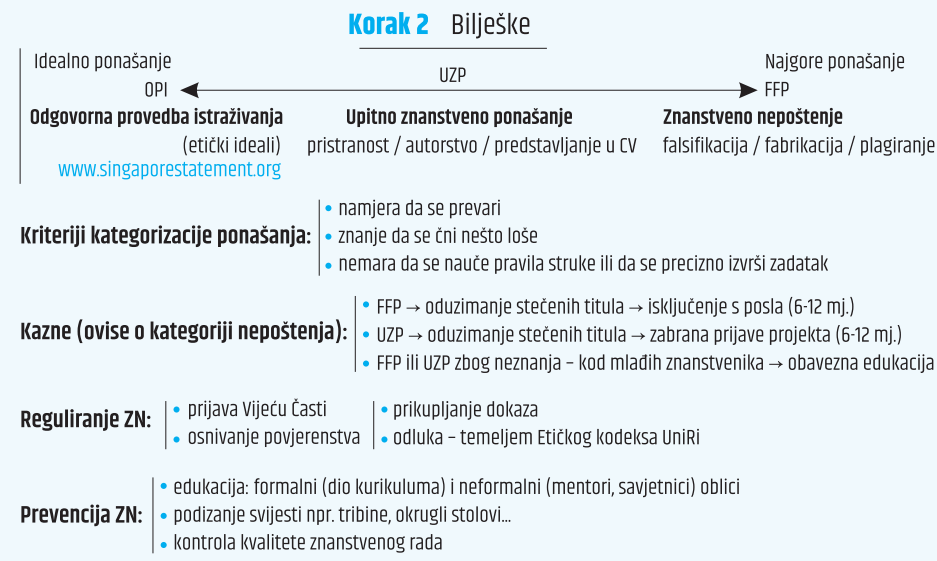 Korak 2 Bilješke
Idealno ponašanje
Najgore ponašanje
OPI
UZP
FFP
Odgovorna provedba istraživanja
Upitno znanstveno ponašanje
Znanstveno nepoštenje
(etički ideali)
pristranost / autorstvo / predstavljanje u CV
falsifikacija / fabrikacija / plagiranje
www.singaporestatement.org
Kriteriji kategorizacije ponašanja:
• namjera da se prevari
• znanje da se čni nešto loše
• nemara da se nauče pravila struke ili da se precizno izvrši zadatak
Kazne (ovise o kategoriji nepoštenja):
• FFP → oduzimanje stečenih titula → isključenje s posla (6-12 mj.)
• UZP → oduzimanje stečenih titula → zabrana prijave projekta (6-12 mj.)
• FFP ili UZP zbog neznanja – kod mlađih znanstvenika → obavezna edukacija
Reguliranje ZN:
• prijava Vijeću Časti
• osnivanje povjerenstva
• prikupljanje dokaza
• odluka – temeljem Etičkog kodeksa UniRi
Prevencija ZN:
• edukacija: formalni (dio kurikuluma) i neformalni (mentori, savjetnici) oblici
• podizanje svijesti npr. tribine, okrugli stolovi...
• kontrola kvalitete znanstvenog rada